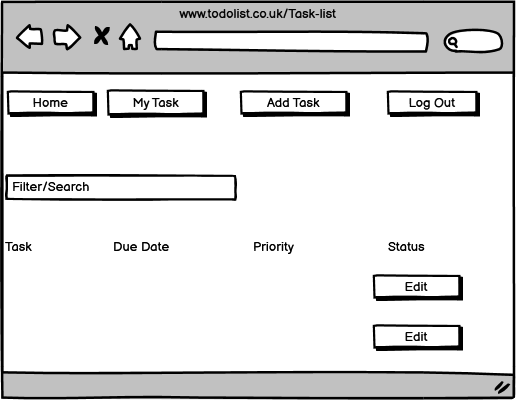 www.todolist.co.uk/Task-list
Home My Task Add Task Log Out
Filter/Search
Task Due Date Priority Status
Edit
Edit